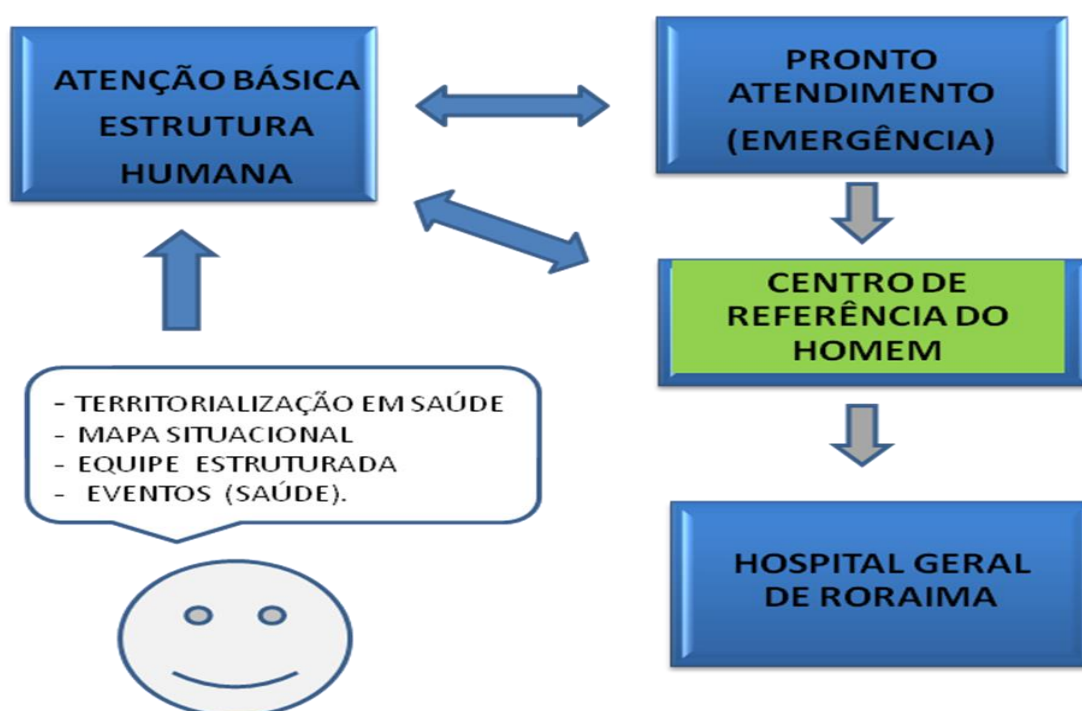 ATENÇÃO BÁSICA
ESTRUTURA
HUMANA
PRONTO
ATENDIMENTO
(EMERGÊNCIA)
CENTRO DE
REFERÊNCIA DO
HOMEM
- TERRITORIALIZAÇÃO EM SAÚDE
- MAPA SITUACIONAL
- EQUIPE ESTRUTURADA
- EVENTOS (SAÚDE).
HOSPITAL GERAL
DE RORAIMA